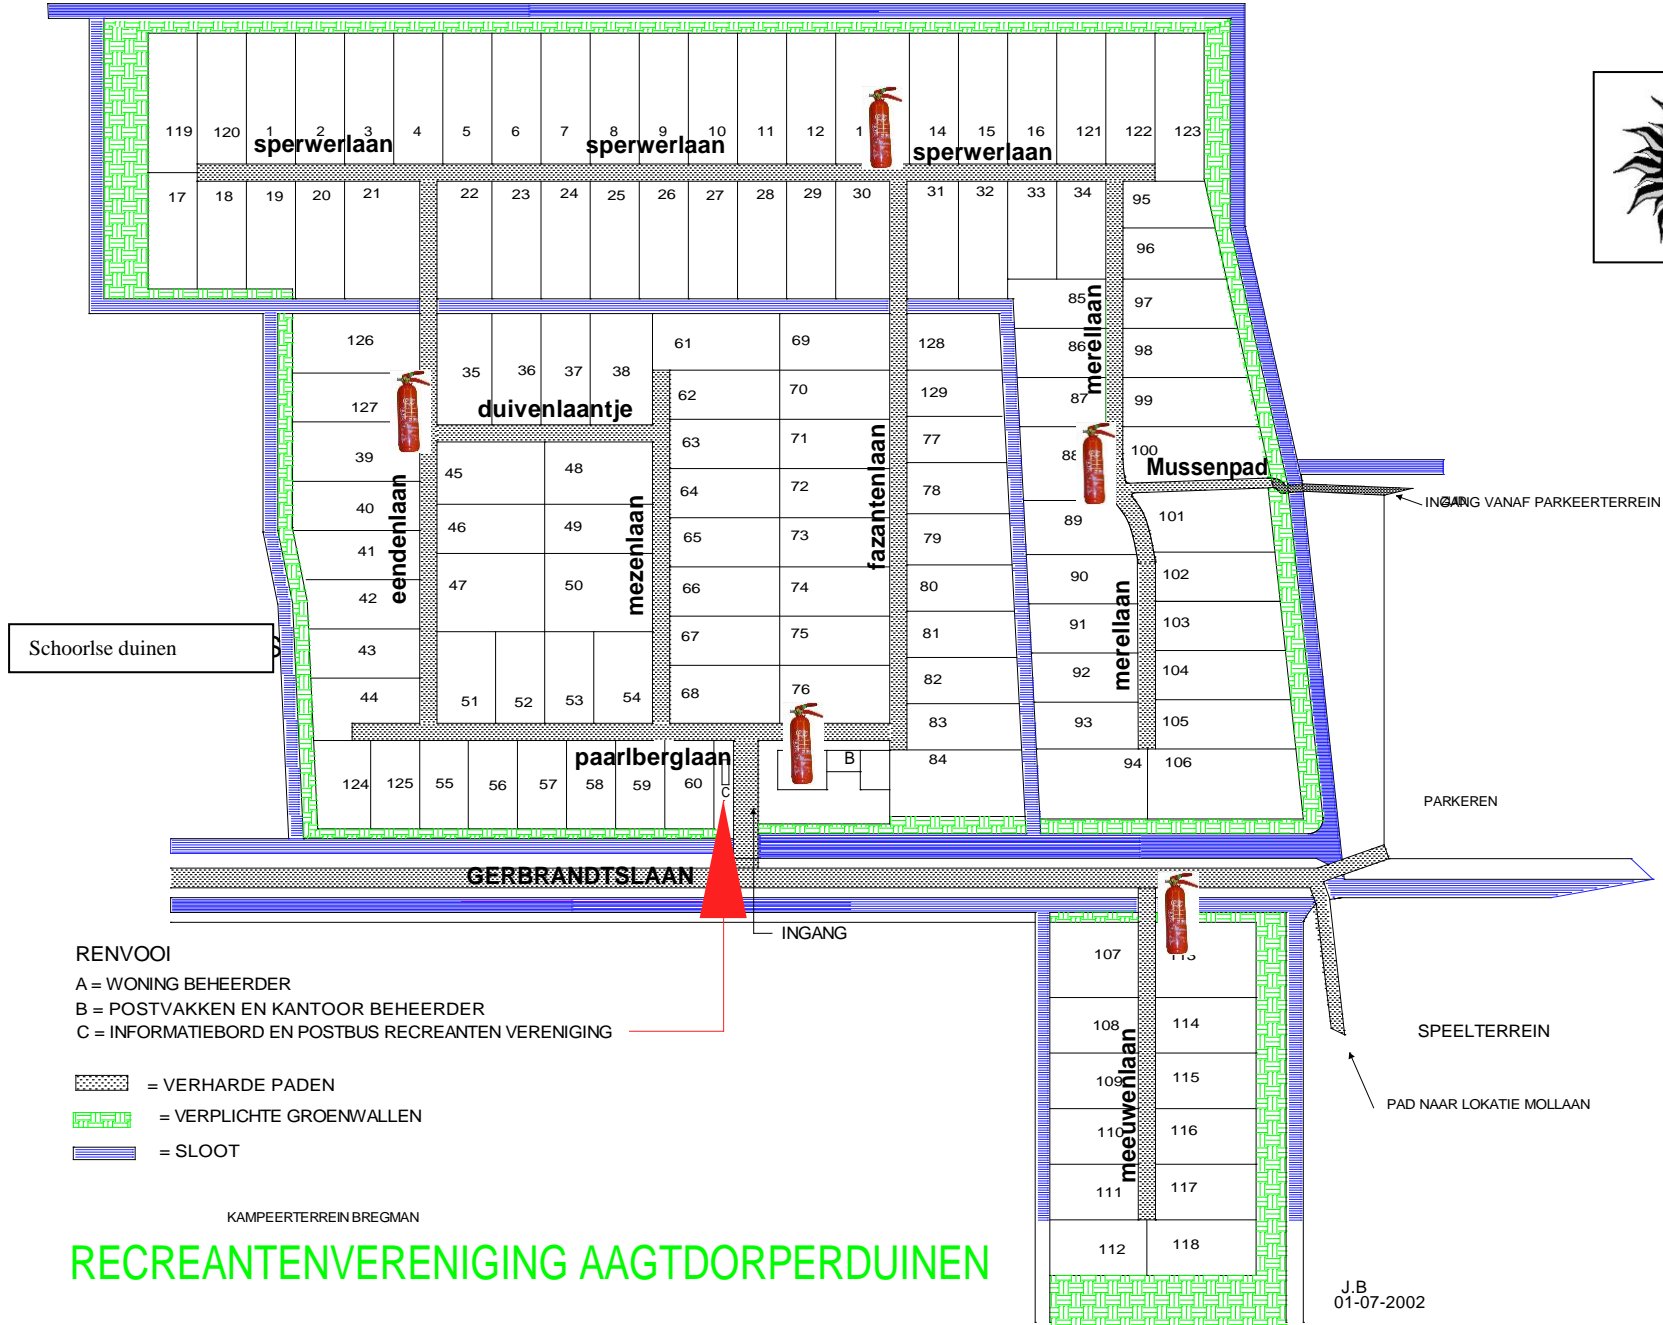 119 120 1 2 3 4 5 6 7 8 9 10 11 12 1 14 15 16 121 122 123
sperwerlaan sperwerlaan sperwerlaan
17 18 19 20 21 22 23 24 25 26 27 28 29 30 31 32 33 34 95
96
85 97
86 98
87 99
88 100
merellaan
126 35 36 37 38 61 69 128
127 62 70 129
duivenlaantje
39 45 48 63 71 77
40 64 72 78
46 49 65 73 79
41
42 47 50 66 74 80
43 67 75 81
44 51 52 53 54 68 76 82
83
84
eendenlaan
mezenlaan
fazantenlaan
Mussenpad
INGANG VANAF PARKEERTERREIN
89 101
90 102
91 103
92 104
93 105
94 106
merellaan
Schoorlse duinen
S
paarlberglaan
124 125 55 56 57 58 59 60 C
B
PARKEREN
GERBRANDTSLAAN
INGANG
107 113
108 114
109 115
110 116
111 117
112 118
meeuwenlaan
SPEELTERREIN
PAD NAAR LOKATIE MOLLAAN
RENVOOI
A = WONING BEHEERDER
B = POSTVAKKEN EN KANTOOR BEHEERDER
C = INFORMATIEBORD EN POSTBUS RECREANTEN VERENIGING
= VERHARDE PADEN
= VERPLICHTE GROENWALLEN
= SLOOT
KAMPEERTERREIN BREGMAN
RECREANTENVERENIGING AAGTDORPERDUINEN
J.B
01-07-2002